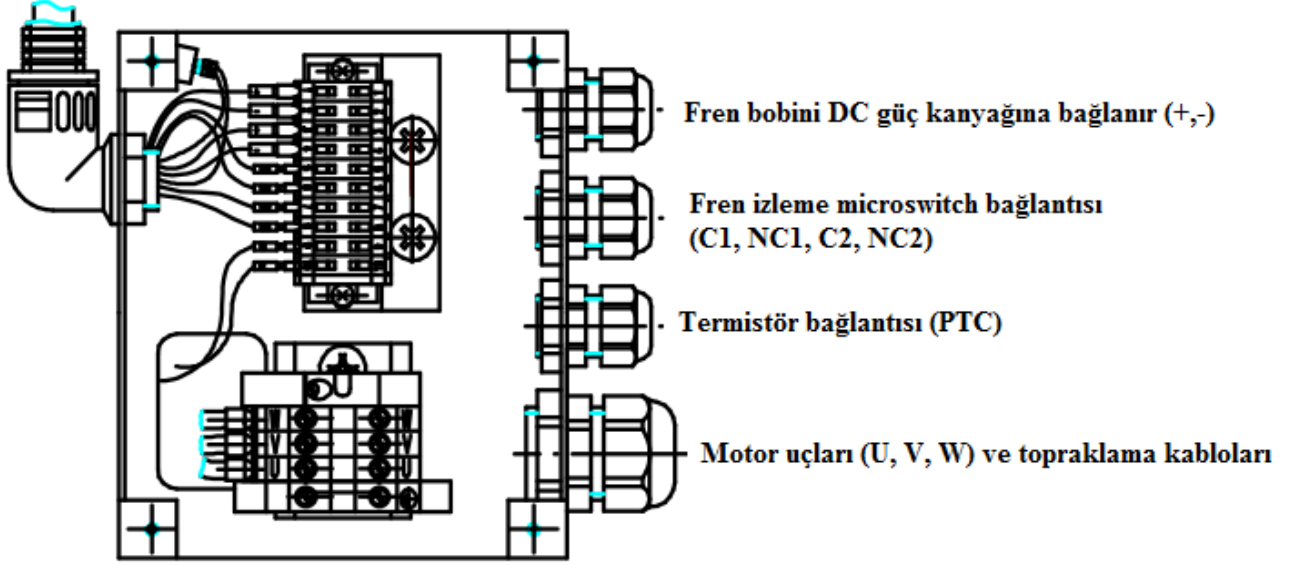 Fren bobini DC güç kanyağına bağlanır (+,-)
Fren izleme microswitch bağlantısı
(C1, NC1, C2, NC2)
Termistör bağlantısı (PTC)
W W
V V
U U
Motor uçları (U, V, W) ve topraklama kabloları